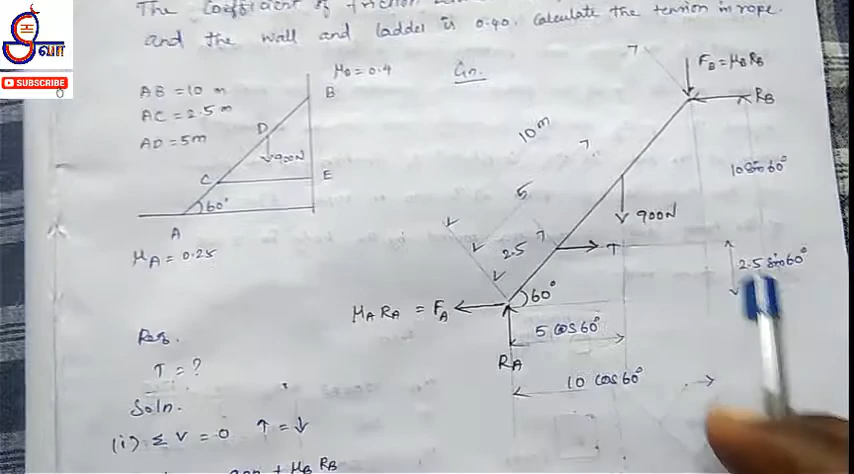 சிவா
SUBSCRIBE
The coefficient of friction
and the wall and ladder is 0.40. Calculate the tension in rope.
AB = 10 m
AC = 2.5 m
AD = 5m
μB = 0.4
B
D
900N
C
E
60°
A
μA = 0.25
Gn.
FB = μB RB
RB
10m
5
2.5
10 sin 60°
900N
T
2.5 sin 60°
60°
μA RA = FA
5 cos 60°
RA
10 cos 60°
Req.
T = ?
Soln.
(i) Σ V = 0 ↑ = ↓
+ μB RB